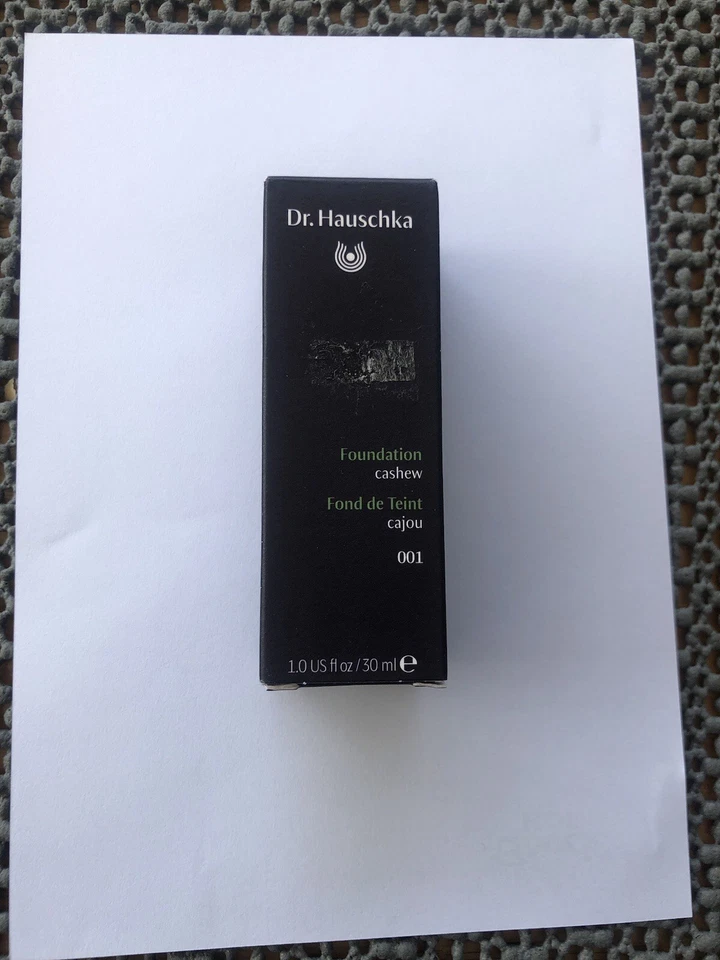 Dr. Hauschka
Foundation
cashew
Fond de Teint
cajou
001
1.0 US fl oz / 30 ml ℮